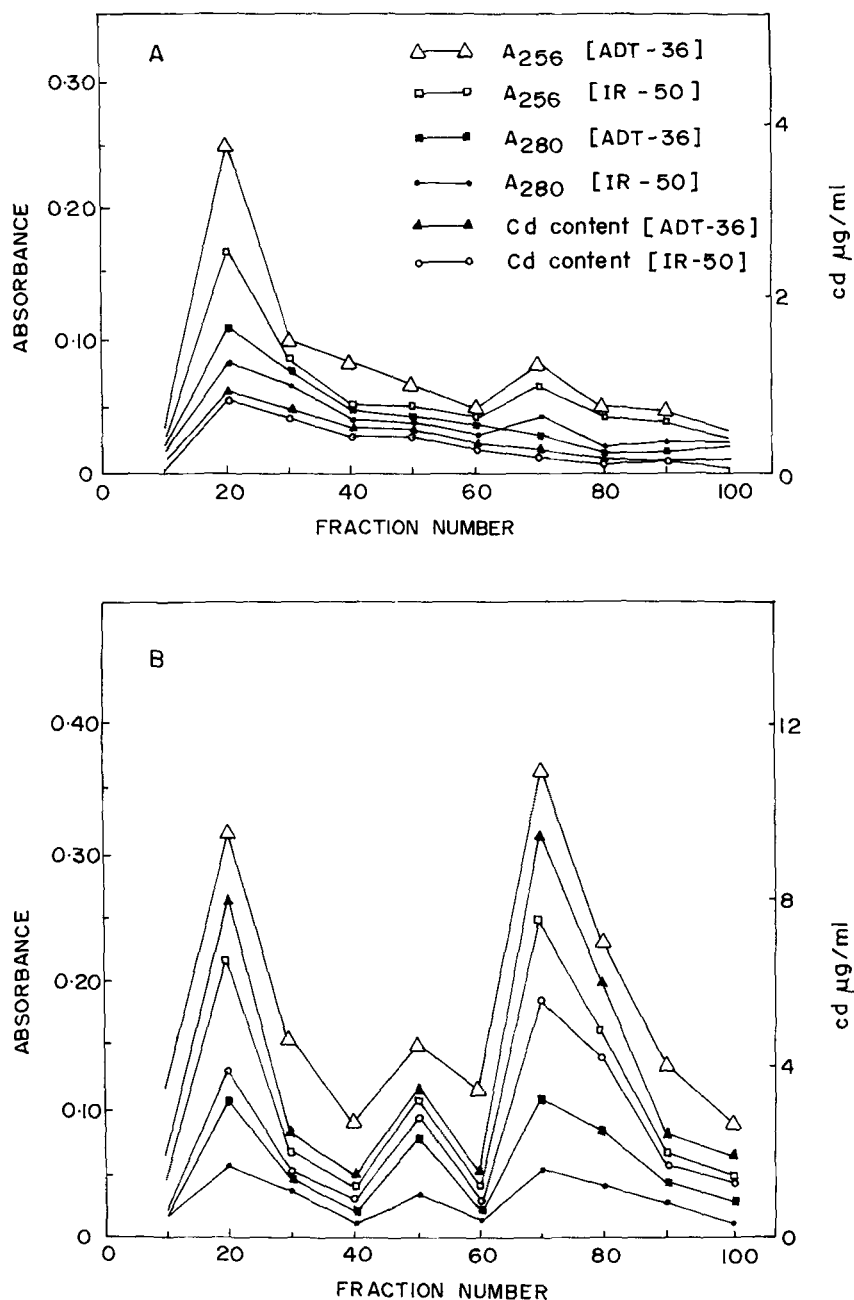 A
△—△ A256 [ADT-36]
□—□ A256 [IR-50]
■—■ A280 [ADT-36]
•—• A280 [IR-50]
▲—▲ Cd content [ADT-36]
○—○ Cd content [IR-50]
0.30
0.20
0.10
0
ABSORBANCE
4
2
0
cd µg/ml
0 20 40 60 80 100
FRACTION NUMBER
B
0.40
0.30
0.20
0.10
0
ABSORBANCE
12
8
4
0
cd µg/ml
0 20 40 60 80 100
FRACTION NUMBER